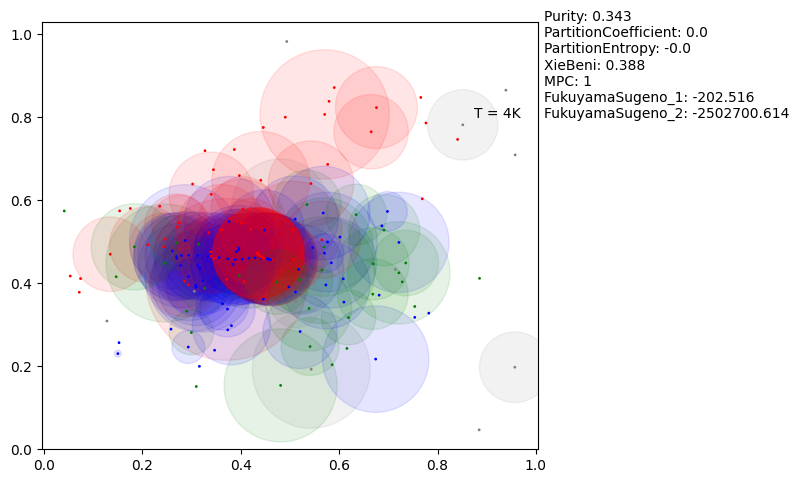 Purity: 0.343
PartitionCoefficient: 0.0
PartitionEntropy: -0.0
XieBeni: 0.388
MPC: 1
FukuyamaSugeno_1: -202.516
FukuyamaSugeno_2: -2502700.614
T = 4K
1.0
0.8
0.6
0.4
0.2
0.0
0.0 0.2 0.4 0.6 0.8 1.0